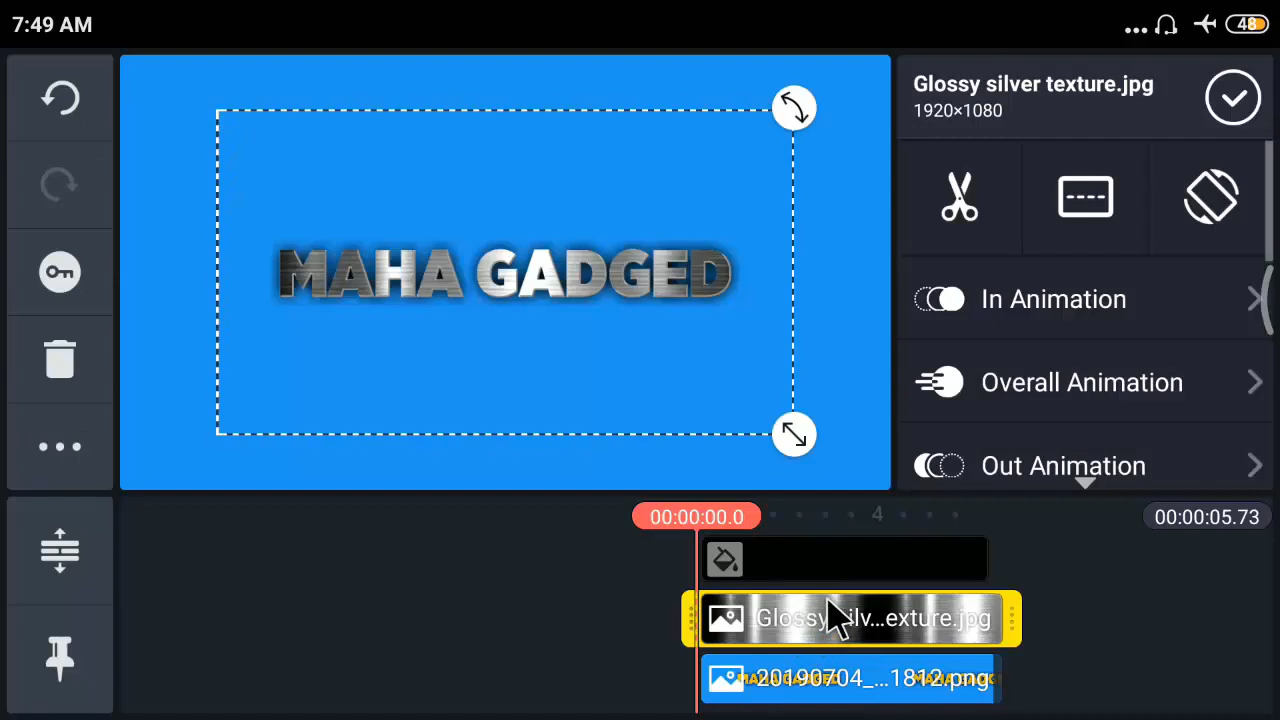 7:49 AM
48
Glossy silver texture.jpg
1920×1080
MAHA GADGED
In Animation
Overall Animation
Out Animation
00:00:00.0
4
00:00:05.73
Glossy silv...exture.jpg
20190704_...1812.png